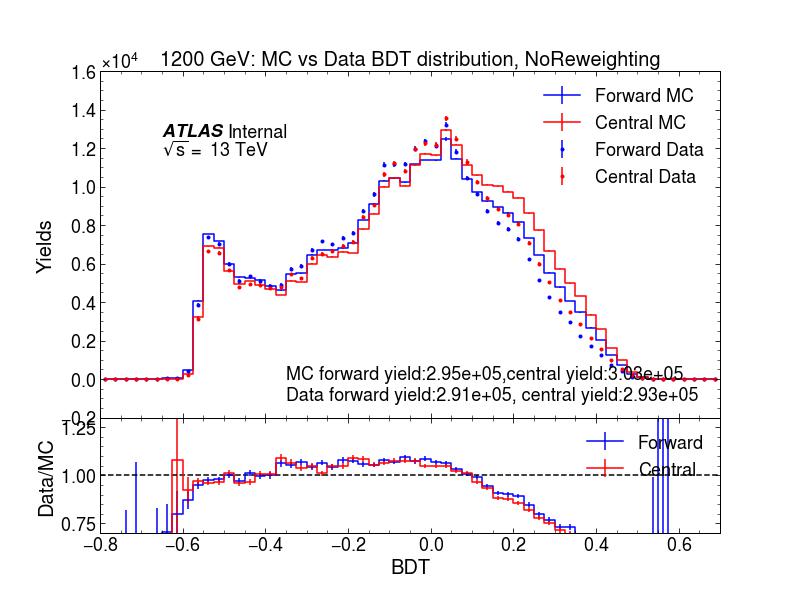 ×10⁴ 1200 GeV: MC vs Data BDT distribution, NoReweighting
1.6
1.4
1.2
1.0
0.8
0.6
0.4
0.2
0.0
0.2
Yields
ATLAS Internal
√s = 13 TeV
Forward MC
Central MC
Forward Data
Central Data
MC forward yield:2.95e+05,central yield:3.03e+05
Data forward yield:2.91e+05, central yield:2.93e+05
1.25
1.00
0.75
Data/MC
Forward
Central
−0.8 −0.6 −0.4 −0.2 0.0 0.2 0.4 0.6
BDT